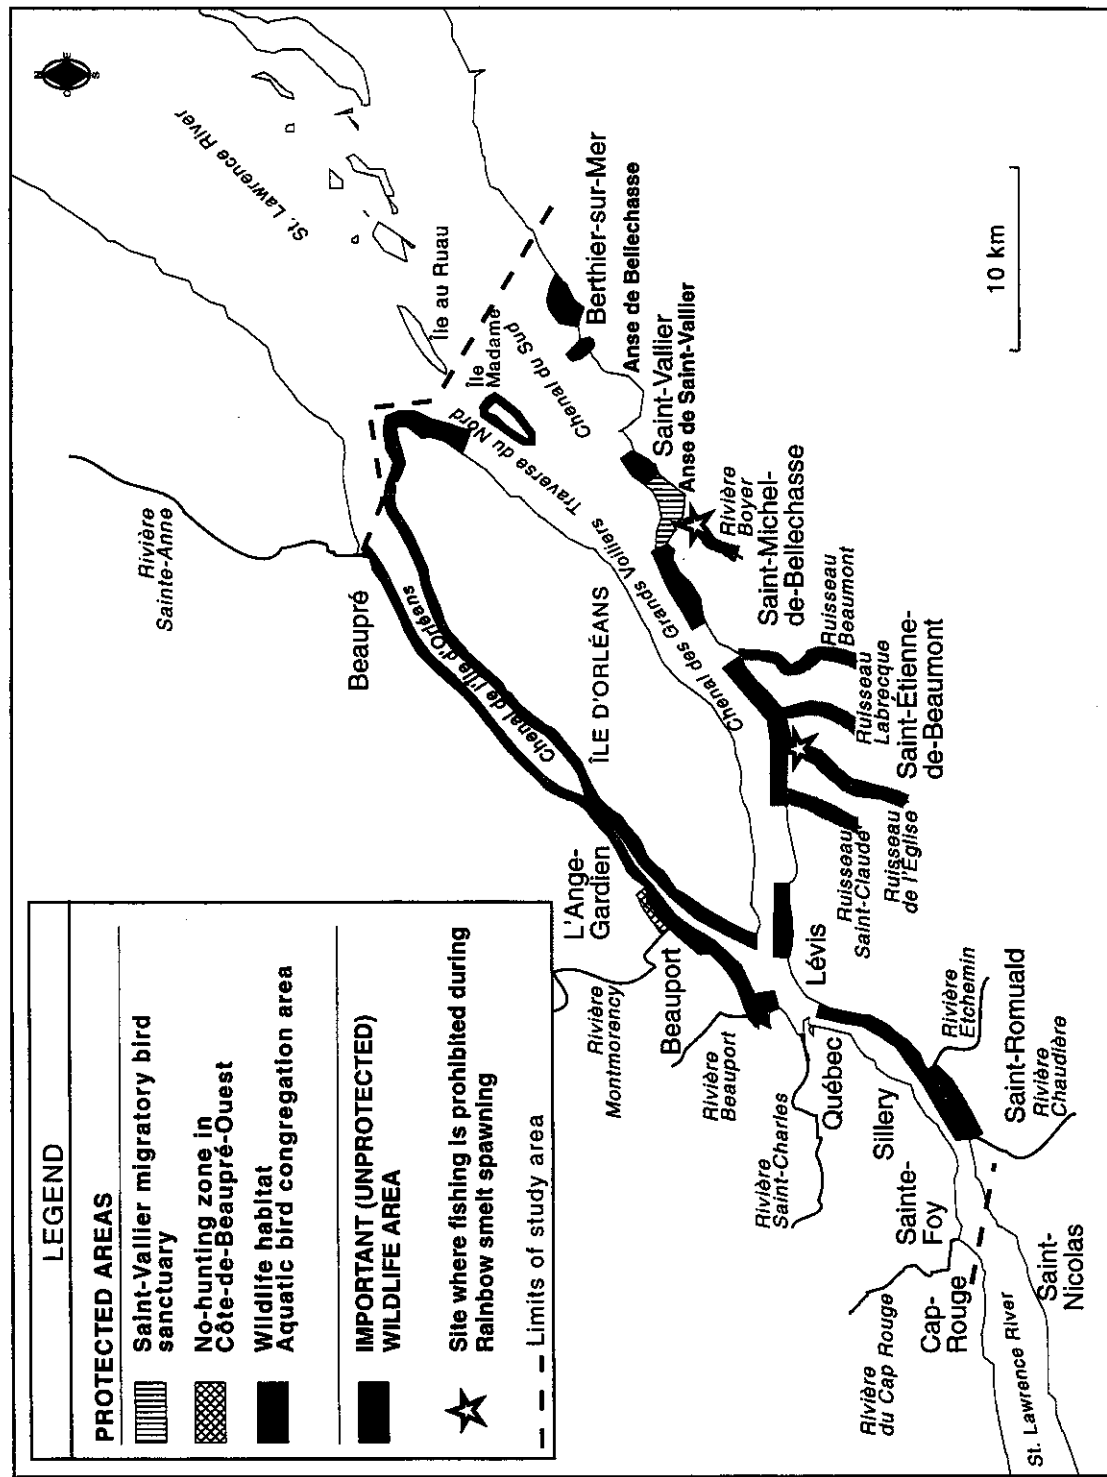 LEGEND
PROTECTED AREAS
Saint-Vallier migratory bird
sanctuary
No-hunting zone in
Côte-de-Beaupré-Ouest
Wildlife habitat
Aquatic bird congregation area
IMPORTANT (UNPROTECTED)
WILDLIFE AREA
Site where fishing is prohibited during
Rainbow smelt spawning
Limits of study area
N
E
S
O
St. Lawrence River
Rivière
Sainte-Anne
Beaupré
Île au Ruau
Île
Madame
Berthier-sur-Mer
Anse de Bellechasse
Chenal du Sud
Traverse du Nord
Saint-Vallier
Anse de Saint-Vallier
Chenal de l'Île d'Orléans
ÎLE D'ORLÉANS
Chenal des Grands Voiliers
Rivière
Boyer
Saint-Michel-
de-Bellechasse
Ruisseau
Beaumont
Ruisseau
Labrecque
Saint-Étienne-
de-Beaumont
Ruisseau
de l'Église
Ruisseau
Saint-Claude
L'Ange-
Gardien
Rivière
Montmorency
Beauport
Rivière
Beauport
Lévis
Rivière
Saint-Charles
Québec
Sillery
Rivière
Etchemin
Saint-Romuald
Rivière
Chaudière
Sainte-
Foy
Cap-
Rouge
Rivière
du Cap Rouge
Saint-
Nicolas
St. Lawrence River
10 km